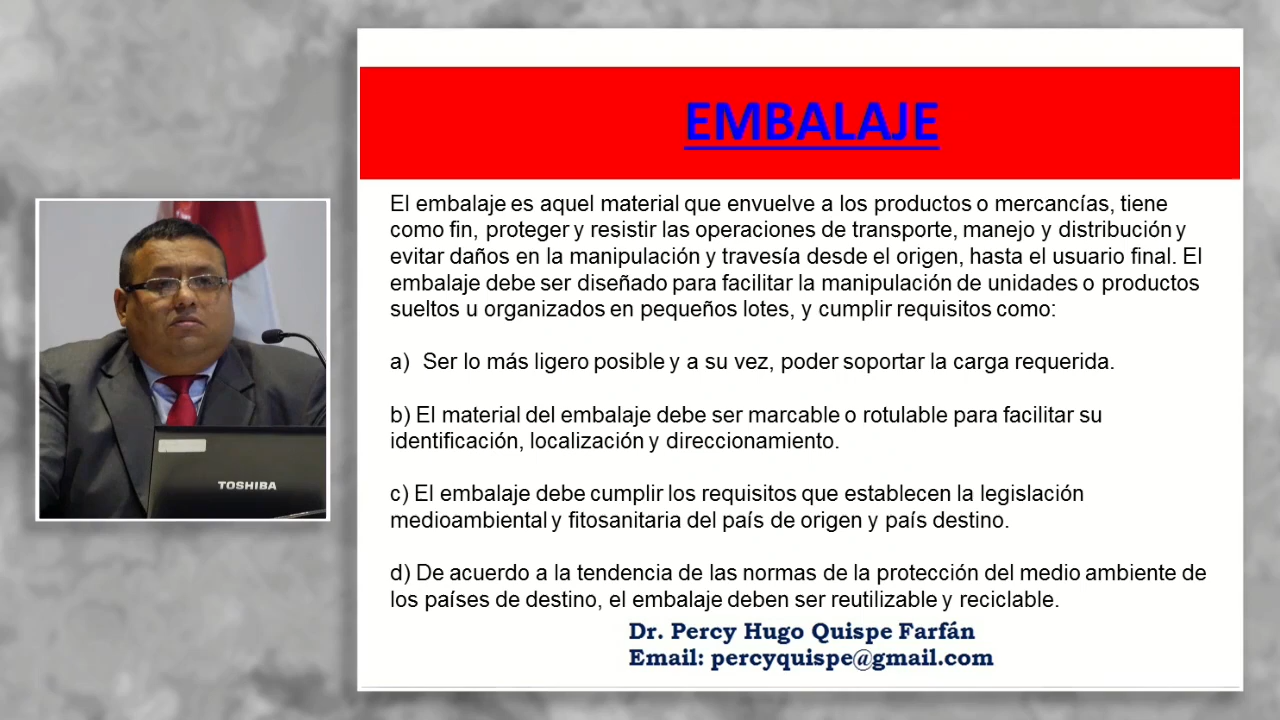 EMBALAJE
El embalaje es aquel material que envuelve a los productos o mercancías, tiene
como fin, proteger y resistir las operaciones de transporte, manejo y distribución y
evitar daños en la manipulación y travesía desde el origen, hasta el usuario final. El
embalaje debe ser diseñado para facilitar la manipulación de unidades o productos
sueltos u organizados en pequeños lotes, y cumplir requisitos como:
a) Ser lo más ligero posible y a su vez, poder soportar la carga requerida.
b) El material del embalaje debe ser marcable o rotulable para facilitar su
identificación, localización y direccionamiento.
c) El embalaje debe cumplir los requisitos que establecen la legislación
medioambiental y fitosanitaria del país de origen y país destino.
d) De acuerdo a la tendencia de las normas de la protección del medio ambiente de
los países de destino, el embalaje deben ser reutilizable y reciclable.
Dr. Percy Hugo Quispe Farfán
Email: percyquispe@gmail.com
TOSHIBA